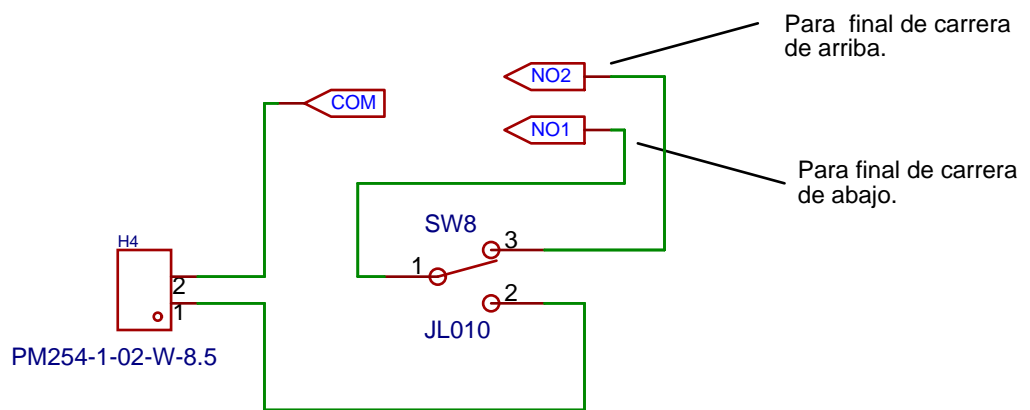 Para  final de carrera
de arriba.
NO2
COM
NO1
Para final de carrera
de abajo.
SW8
H4
3
1
2
2
1
JL010
PM254-1-02-W-8.5